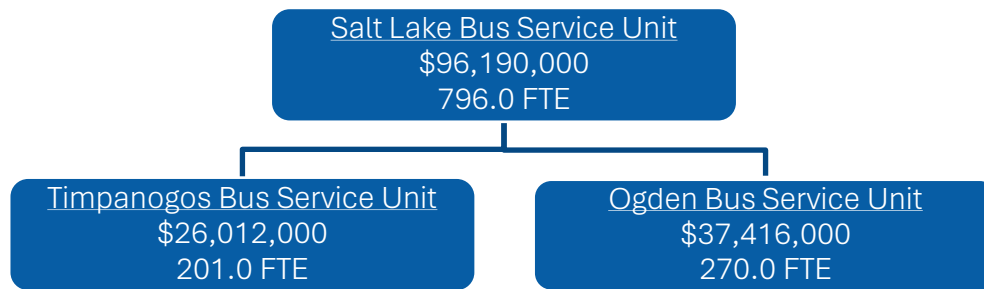 Salt Lake Bus Service Unit
$96,190,000
796.0 FTE
Timpanogos Bus Service Unit
$26,012,000
201.0 FTE
Ogden Bus Service Unit
$37,416,000
270.0 FTE